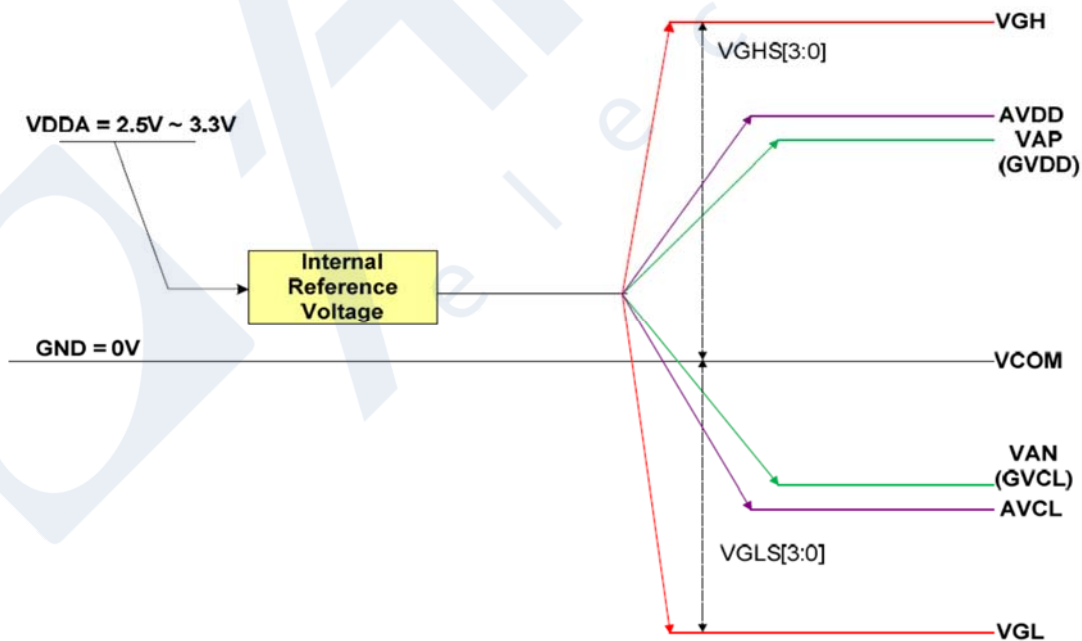 VGH
VGHS[3:0]
VDDA = 2.5V ~ 3.3V
AVDD
VAP
(GVDD)
Internal
Reference
Voltage
GND = 0V
VCOM
VAN
(GVCL)
AVCL
VGLS[3:0]
VGL
e l e c